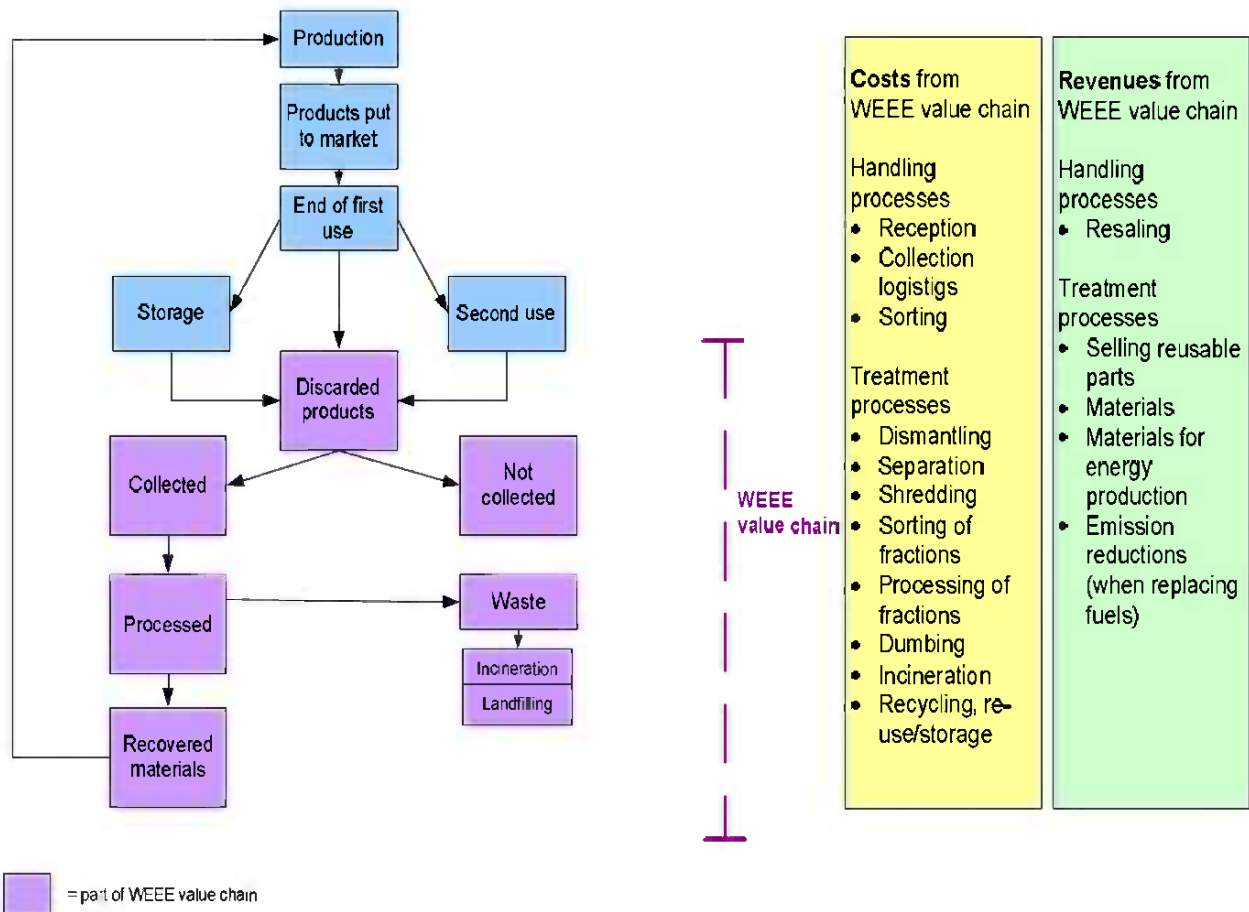 Production
Products put
to market
End of first
use
Storage
Second use
Discarded
products
Collected
Not
collected
Processed
Waste
Incineration
Landfilling
Recovered
materials
= part of WEEE value chain
WEEE
value chain
Costs from
WEEE value chain
Handling
processes
• Reception
• Collection
logistigs
• Sorting
Treatment
processes
• Dismantling
• Separation
• Shredding
• Sorting of
fractions
• Processing of
fractions
• Dumbing
• Incineration
• Recycling, re-
use/storage
Revenues from
WEEE value chain
Handling
processes
• Resaling
Treatment
processes
• Selling reusable
parts
• Materials
• Materials for
energy
production
• Emission
reductions
(when replacing
fuels)